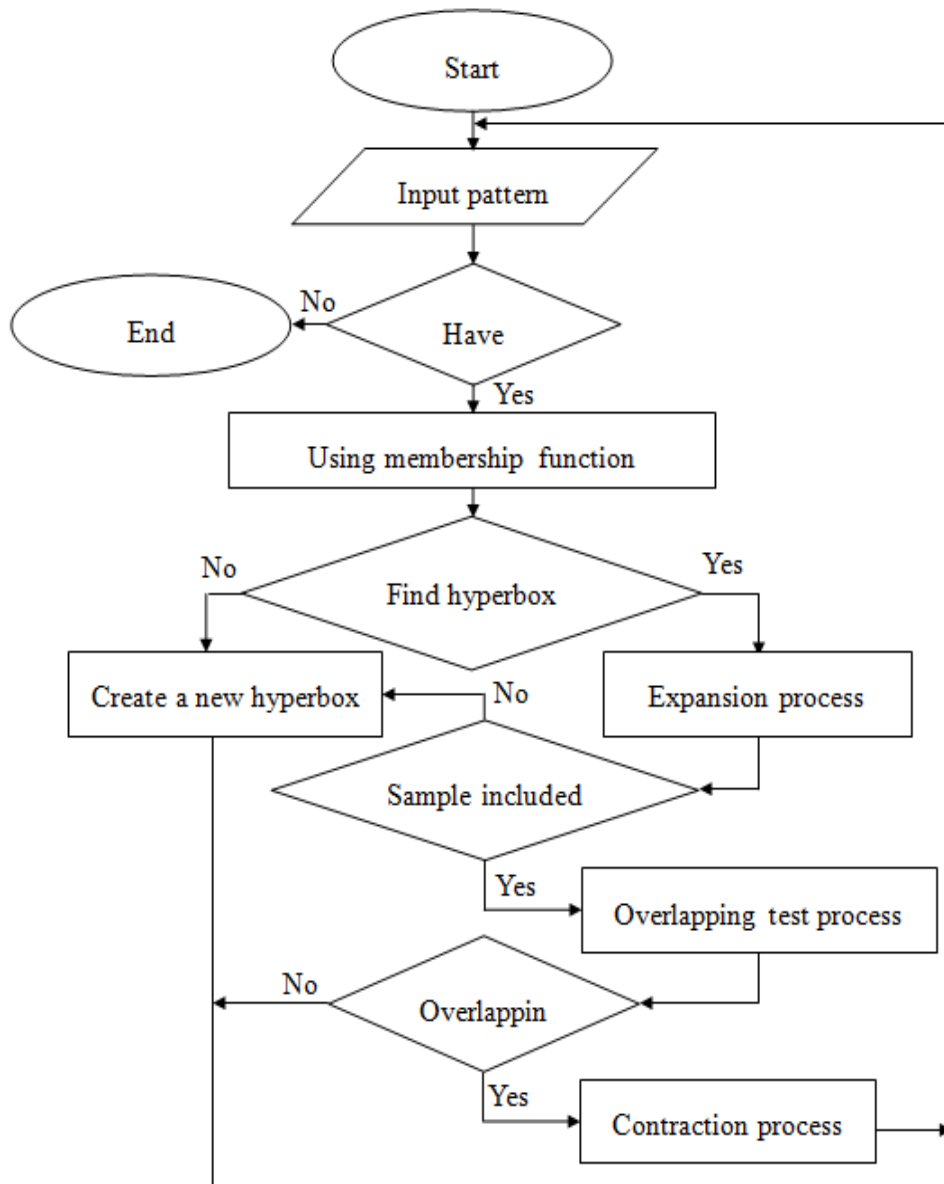 Start
Input pattern
No
End
Have
Yes
Using membership function
No
Yes
Find hyperbox
Create a new hyperbox
No
Expansion process
Sample included
Yes
Overlapping test process
No
Overlappin
Yes
Contraction process